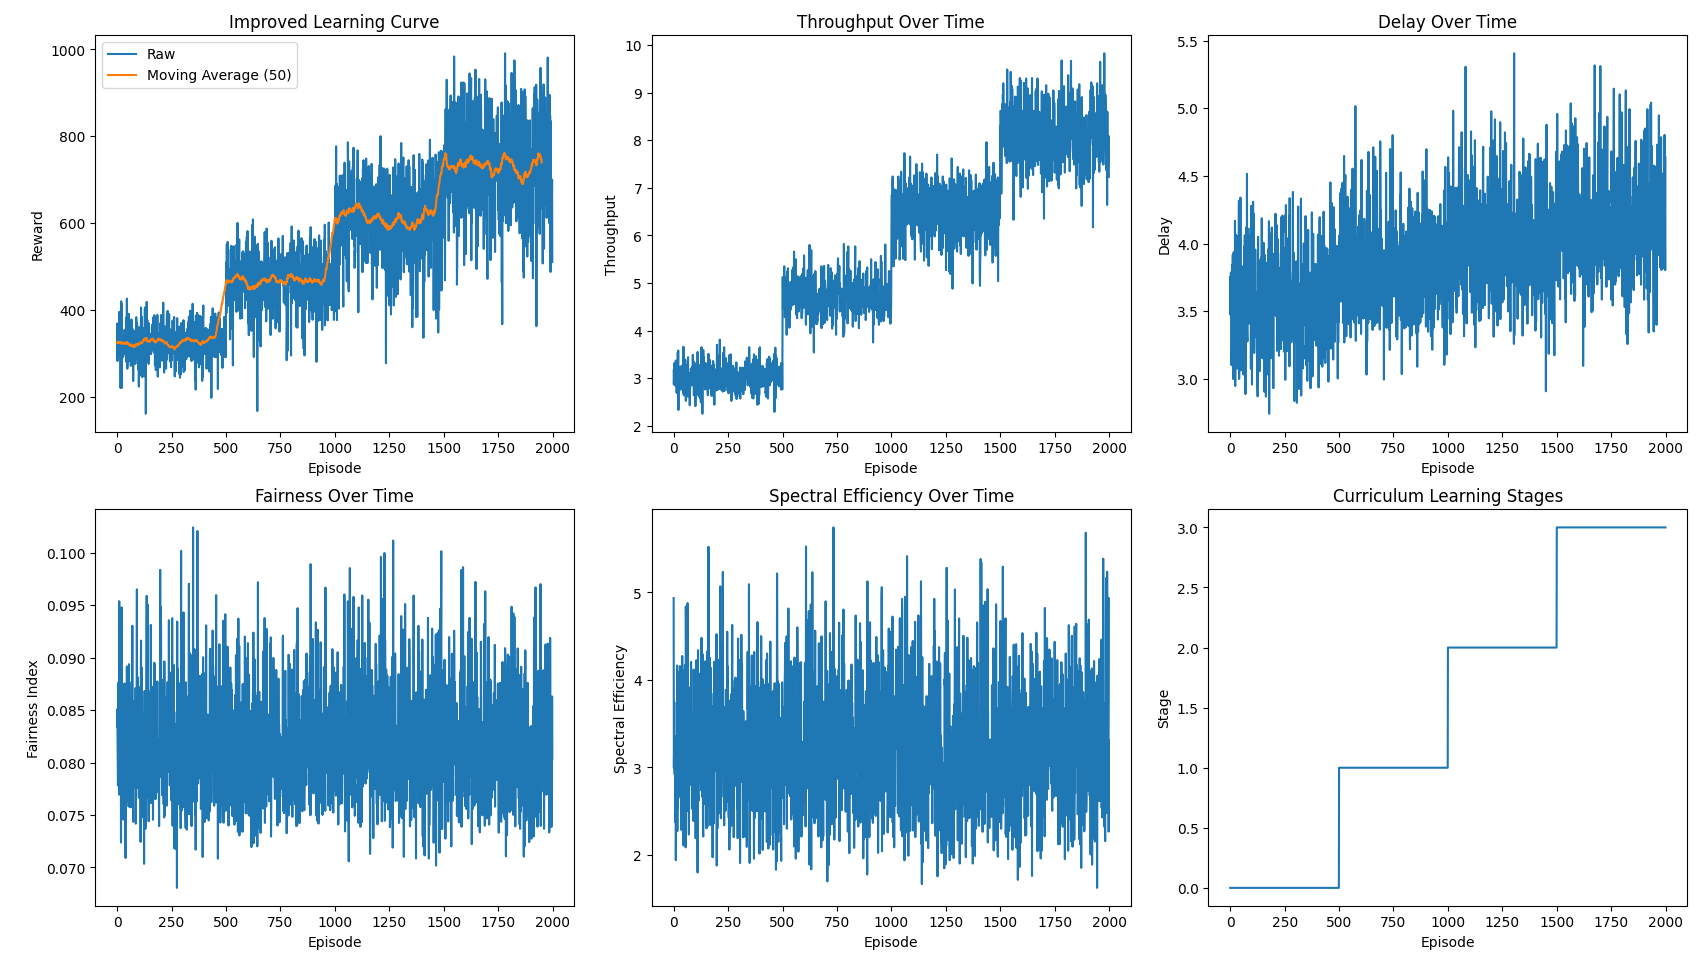 Improved Learning Curve
Raw
Moving Average (50)
Reward
1000
800
600
400
200
0 250 500 750 1000 1250 1500 1750 2000
Episode
Throughput Over Time
Throughput
10
9
8
7
6
5
4
3
2
0 250 500 750 1000 1250 1500 1750 2000
Episode
Delay Over Time
Delay
5.5
5.0
4.5
4.0
3.5
3.0
0 250 500 750 1000 1250 1500 1750 2000
Episode
Fairness Over Time
Fairness Index
0.100
0.095
0.090
0.085
0.080
0.075
0.070
0 250 500 750 1000 1250 1500 1750 2000
Episode
Spectral Efficiency Over Time
Spectral Efficiency
5
4
3
2
0 250 500 750 1000 1250 1500 1750 2000
Episode
Curriculum Learning Stages
Stage
3.0
2.5
2.0
1.5
1.0
0.5
0.0
0 250 500 750 1000 1250 1500 1750 2000
Episode